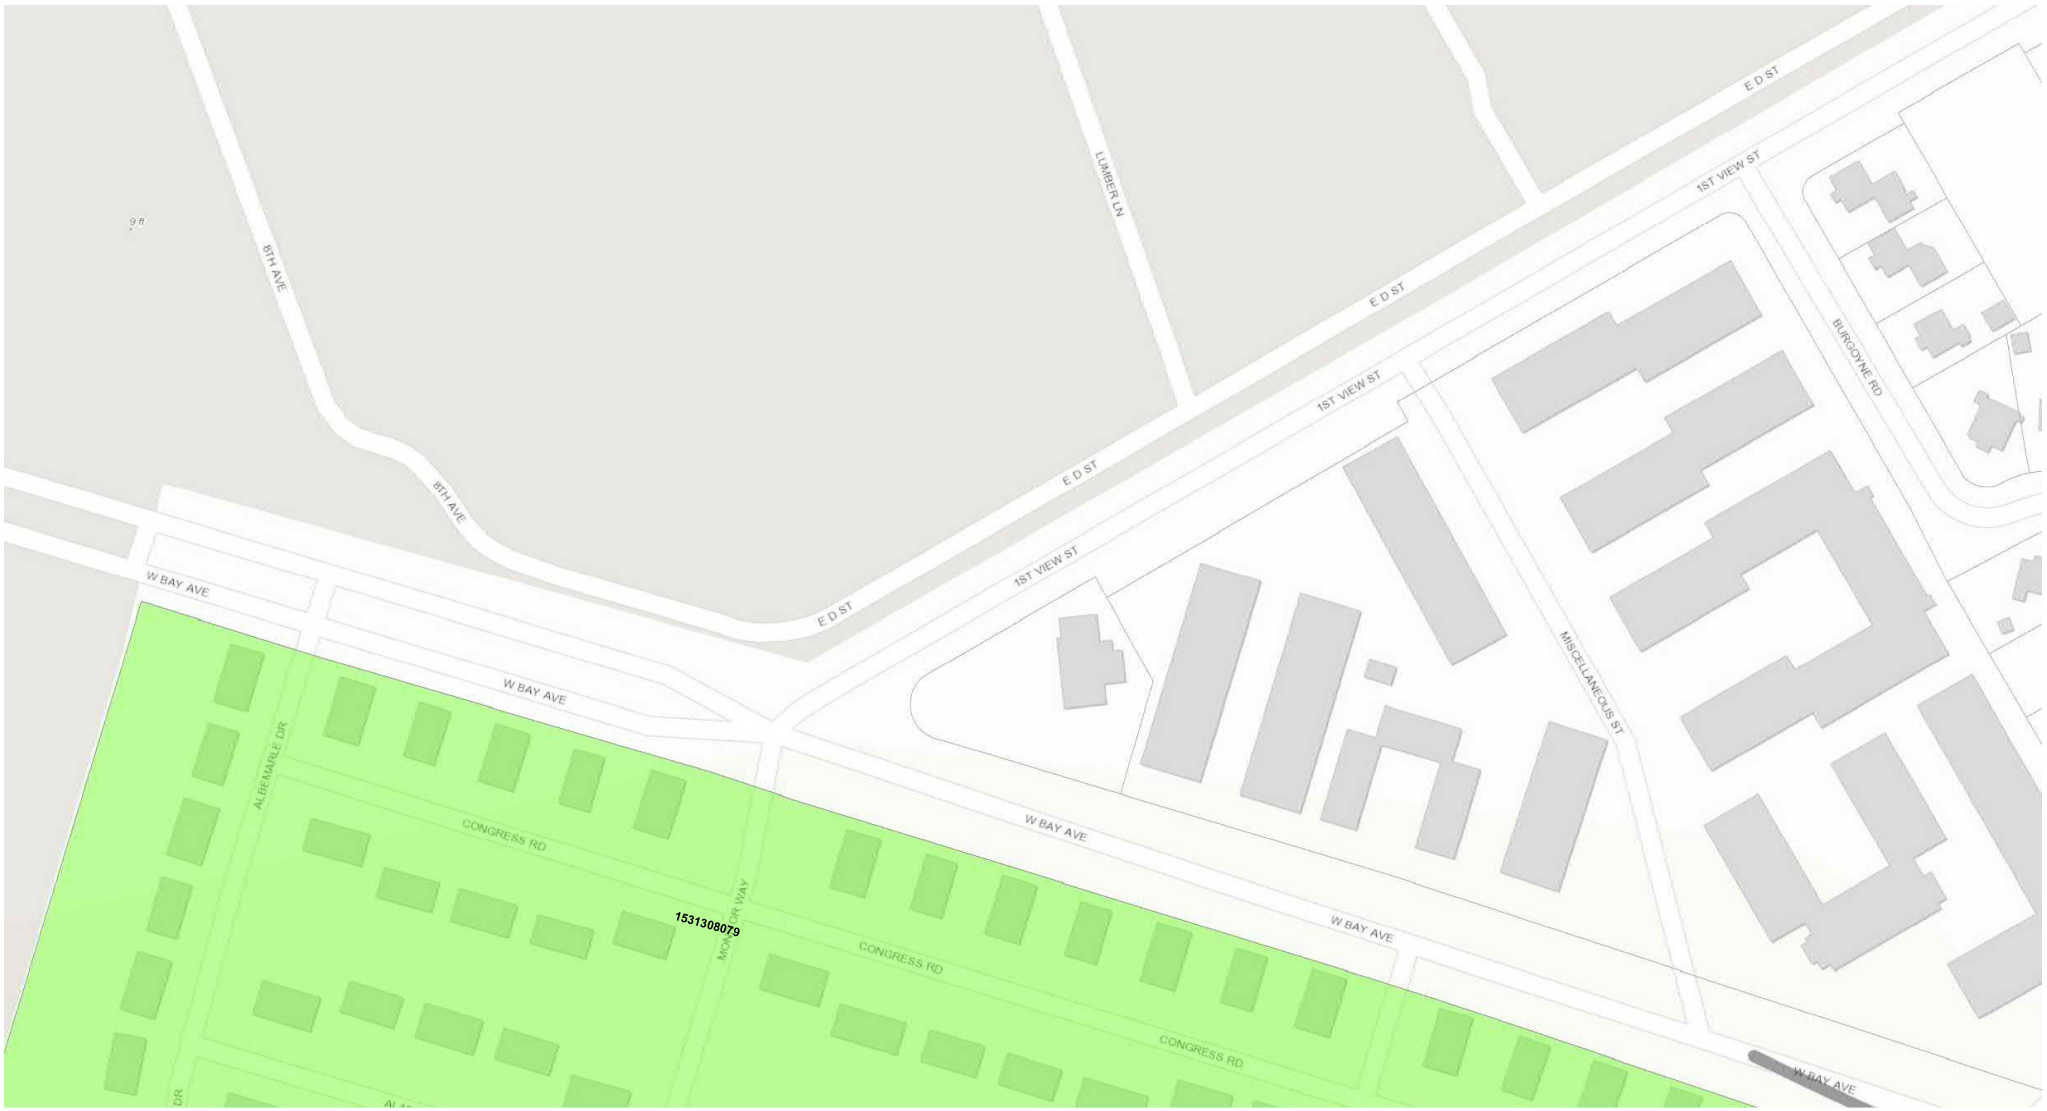 E D ST
1ST VIEW ST
LUMBER LN
9 ft
8TH AVE
E D ST
BURGOYNE RD
1ST VIEW ST
E D ST
8TH AVE
1ST VIEW ST
W BAY AVE
E D ST
MISCELLANEOUS ST
W BAY AVE
ALBEMARLE DR
W BAY AVE
CONGRESS RD
1531308079
W BAY AVE
CONGRESS RD
CONGRESS RD
W BAY AVE
DR